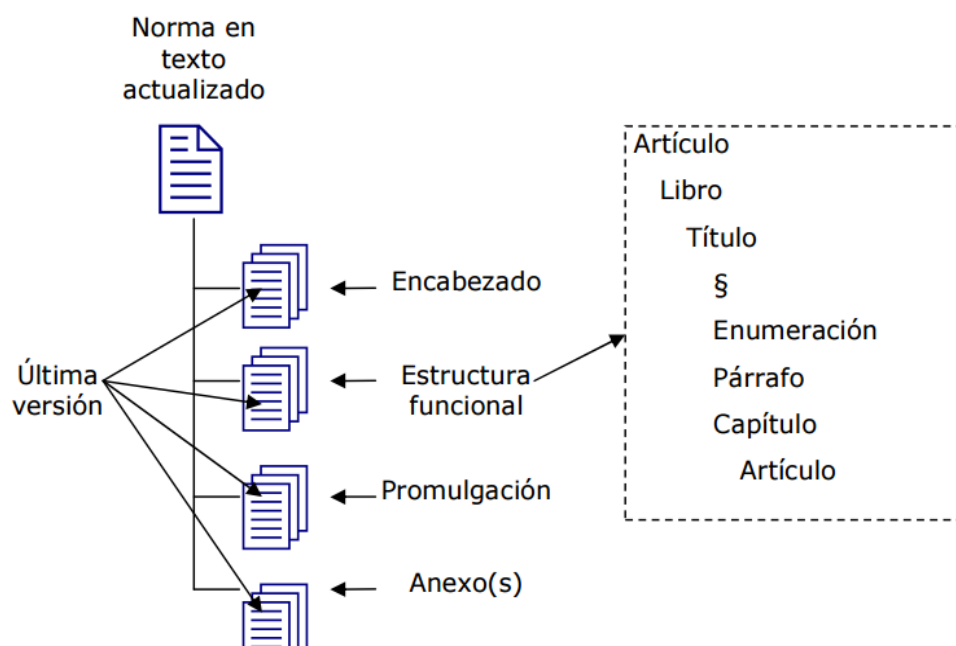 Norma en
texto
actualizado
Encabezado
Última
versión
Estructura
funcional
Promulgación
Anexo(s)
Artículo
Libro
Título
§
Enumeración
Párrafo
Capítulo
Artículo